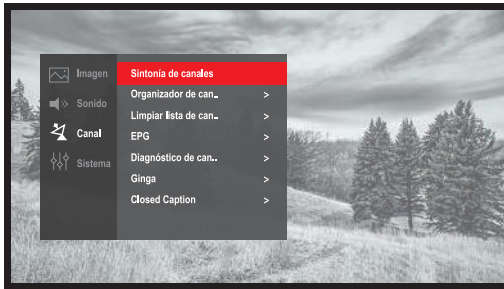 Imagen
Sonido
Canal
Sistema
Sintonía de canales
Organizador de can.. >
Limpiar lista de can.. >
EPG >
Diagnóstico de can.. >
Ginga >
Closed Caption >